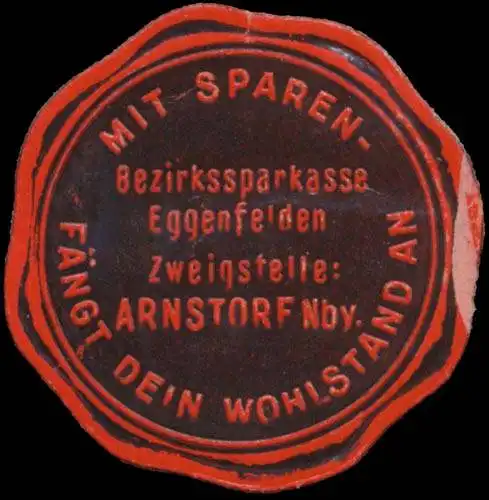 MIT SPAREN-
Bezirkssparkasse
Eggenfelden
Zweigstelle:
ARNSTORF Nby.
FÄNGT DEIN WOHLSTAND AN